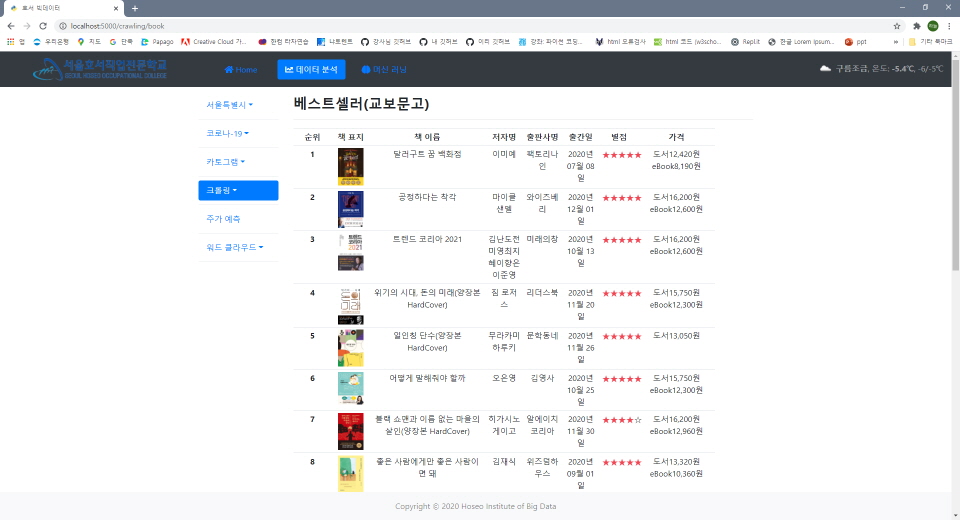 호서 빅데이터
localhost:5000/crawling/book
앱 우리은행 지도 G 단축 Papago Creative Cloud 가... 한컴 타자연습 나프런트 강사님 깃허브 내 깃허브 이리 깃허브 강좌: 파이썬 코딩... html 오류검사 html 코드 (w3scho... Repl.it 한글 Lorem Ipsum... ppt » 기타 북마크
서울호서직업전문학교
SEOUL HOSEO OCCUPATIONAL COLLEGE
Home 데이터 분석 머신 러닝 구름조금, 온도: -5.4℃, -6/-5℃
서울특별시
코로나-19
카토그램
크롤링
주가 예측
워드 클라우드
베스트셀러(교보문고)
순위 책 표지 책 이름 저자명 출판사명 출간일 별점 가격
1 달러구트 꿈 백화점 이미예 팩토리나인 2020년 07월 08일 ★★★★★ 도서12,420원 eBook8,190원
2 공정하다는 착각 마이클 샌델 와이즈베리 2020년 12월 01일 ★★★★★ 도서16,200원 eBook12,600원
3 트렌드 코리아 2021 김난도전미영최지혜이향은이준영 미래의창 2020년 10월 13일 ★★★★★ 도서16,200원 eBook12,600원
4 위기의 시대, 돈의 미래(양장본 HardCover) 짐 로저스 리더스북 2020년 11월 20일 ★★★★★ 도서15,750원 eBook12,300원
5 일인칭 단수(양장본 HardCover) 무라카미 하루키 문학동네 2020년 11월 26일 ★★★★★ 도서13,050원
6 어떻게 말해줘야 할까 오은영 김영사 2020년 10월 25일 ★★★★★ 도서15,750원 eBook12,300원
7 블랙 쇼맨과 이름 없는 마을의 살인(양장본 HardCover) 히가시노 게이고 알에이치코리아 2020년 11월 30일 ★★★★☆ 도서16,200원 eBook12,960원
8 좋은 사람에게만 좋은 사람이면 돼 김재식 위즈덤하우스 2020년 09월 01일 ★★★★★ 도서13,320원 eBook10,360원
Copyright © 2020 Hoseo Institute of Big Data